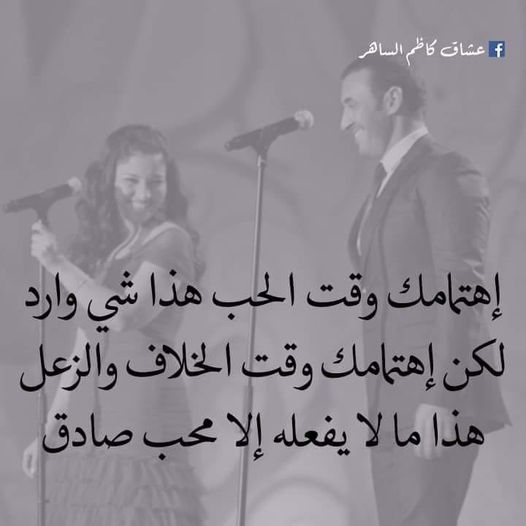 عشاق كاظم الساهر
إهتمامك وقت الحب هذا شي وارد
لكن إهتمامك وقت الخلاف والزعل
هذا ما لا يفعله إلا محب صادق